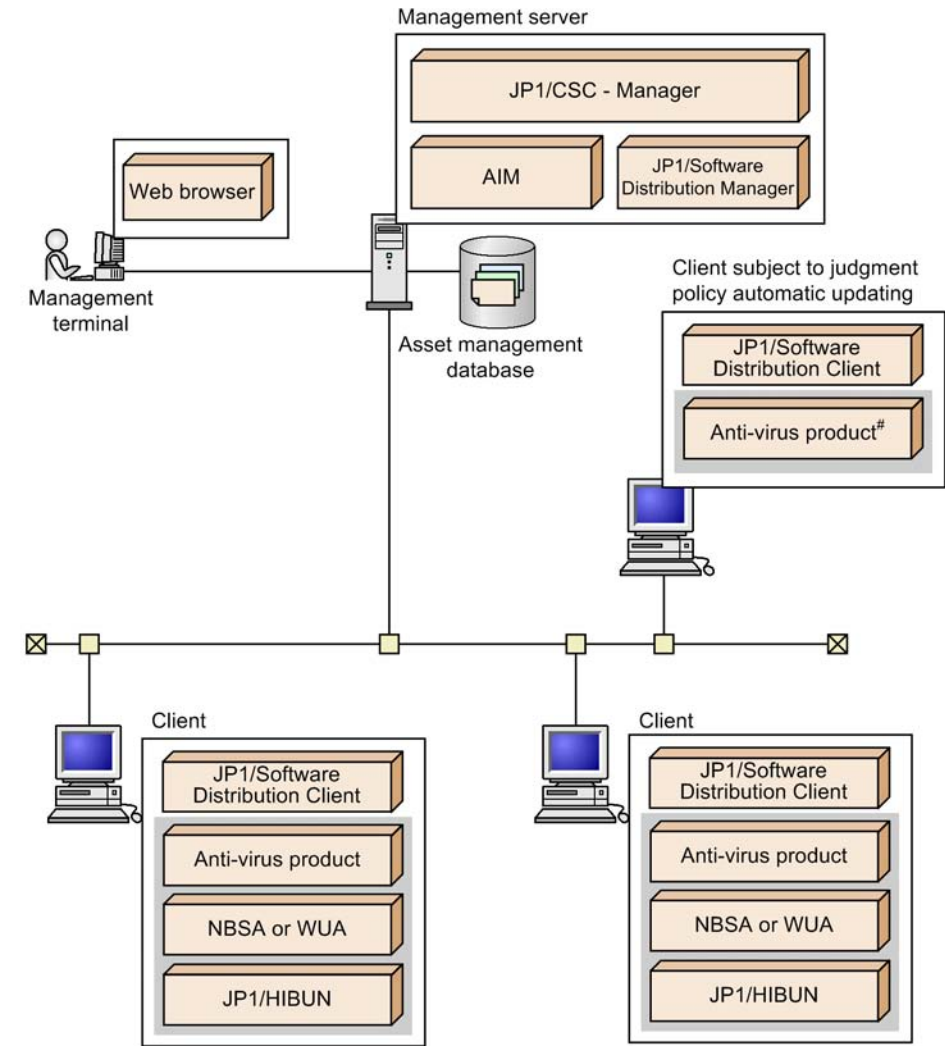 Management server
JP1/CSC - Manager
AIM
JP1/Software
Distribution Manager
Web browser
Management
terminal
Asset management
database
Client subject to judgment
policy automatic updating
JP1/Software
Distribution Client
Anti-virus product#
Client
JP1/Software
Distribution Client
Anti-virus product
NBSA or WUA
JP1/HIBUN
Client
JP1/Software
Distribution Client
Anti-virus product
NBSA or WUA
JP1/HIBUN